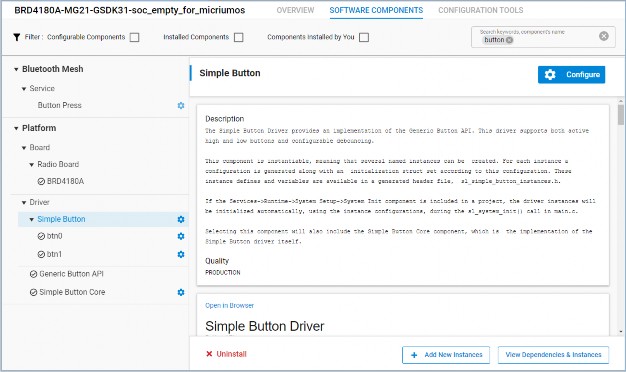 BRD4180A-MG21-GSDK31-soc_empty_for_micriumos
OVERVIEW
SOFTWARE COMPONENTS
CONFIGURATION TOOLS
Filter :
Configurable Components
Installed Components
Components Installed by You
Search keywords, component's name
button
Bluetooth Mesh
Service
Button Press
Platform
Board
Radio Board
BRD4180A
Driver
Simple Button
btn0
btn1
Generic Button API
Simple Button Core
Simple Button
Configure
Description
The Simple Button Driver provides an implementation of the Generic Button API. This driver supports both active
high and low buttons and configurable debouncing.
This component is instantiable, meaning that several named instances can be created. For each instance a
configuration is generated along with an initialization struct set according to this configuration. These
instance defines and variables are available in a generated header file, sl_simple_button_instances.h.
If the Services->Runtime->System Setup->System Init component is included in a project, the driver instances will
be initialized automatically, using the instance configurations, during the sl_system_init() call in main.c.
Selecting this component will also include the Simple Button Core component, which is the implementation of the
Simple Button driver itself.
Quality
PRODUCTION
Open in Browser
Simple Button Driver
Uninstall
Add New Instances
View Dependencies & Instances